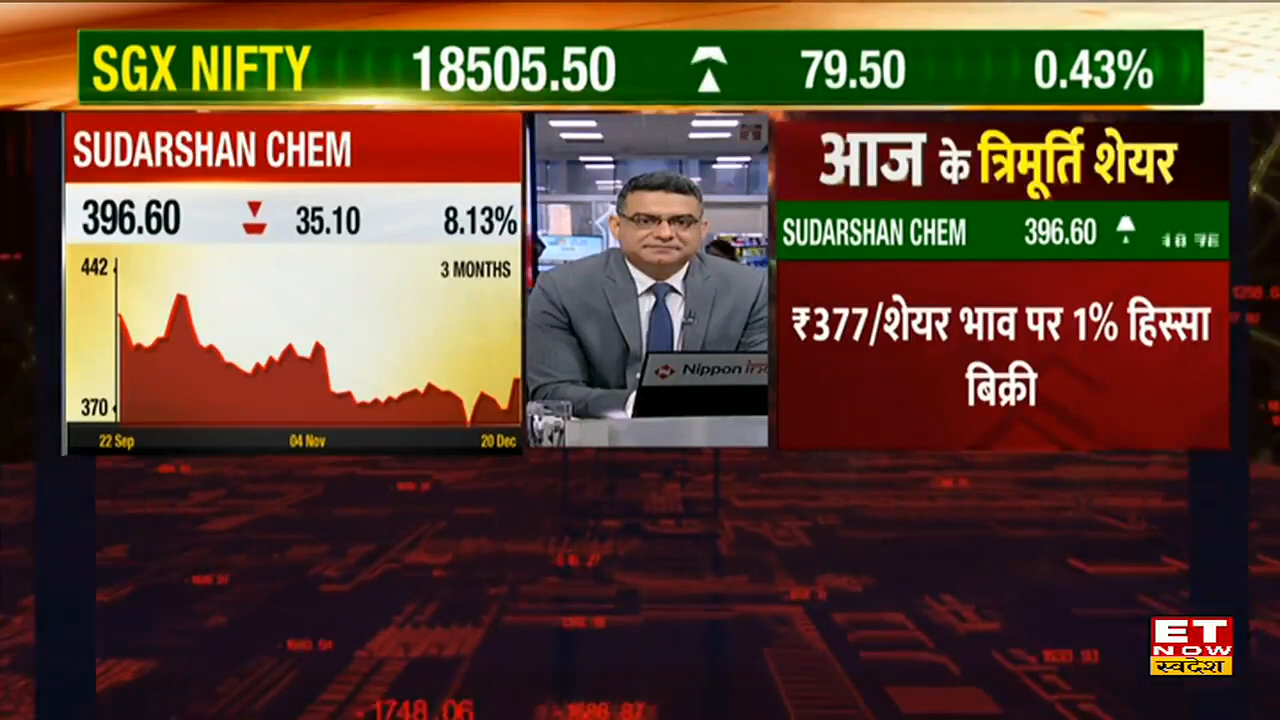 SGX NIFTY 18505.50 79.50 0.43%
SUDARSHAN CHEM
396.60 35.10 8.13%
442
3 MONTHS
370
22 Sep 04 Nov 20 Dec
Nippon
आज के त्रिमूर्ति शेयर
SUDARSHAN CHEM 396.60
₹377/शेयर भाव पर 1% हिस्सा
बिक्री
-1748.06
ET
NOW
स्वदेश